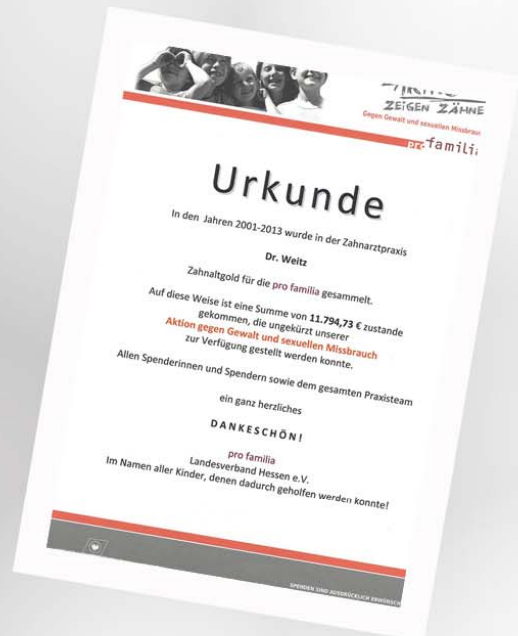 ZEIGEN ZÄHNE
Gegen Gewalt und sexuellen Missbrauch
pro familia
Urkunde
In den Jahren 2001-2013 wurde in der Zahnarztpraxis
Dr. Weitz
Zahnaltgold für die pro familia gesammelt.
Auf diese Weise ist eine Summe von 11.794,73 € zustande
gekommen, die ungekürzt unserer
Aktion gegen Gewalt und sexuellen Missbrauch
zur Verfügung gestellt werden konnte.
Allen Spenderinnen und Spendern sowie dem gesamten Praxisteam
ein ganz herzliches
DANKESCHÖN!
pro familia
Landesverband Hessen e.V.
Im Namen aller Kinder, denen dadurch geholfen werden konnte!
SPENDEN SIND AUSDRÜCKLICH ERWÜNSCH